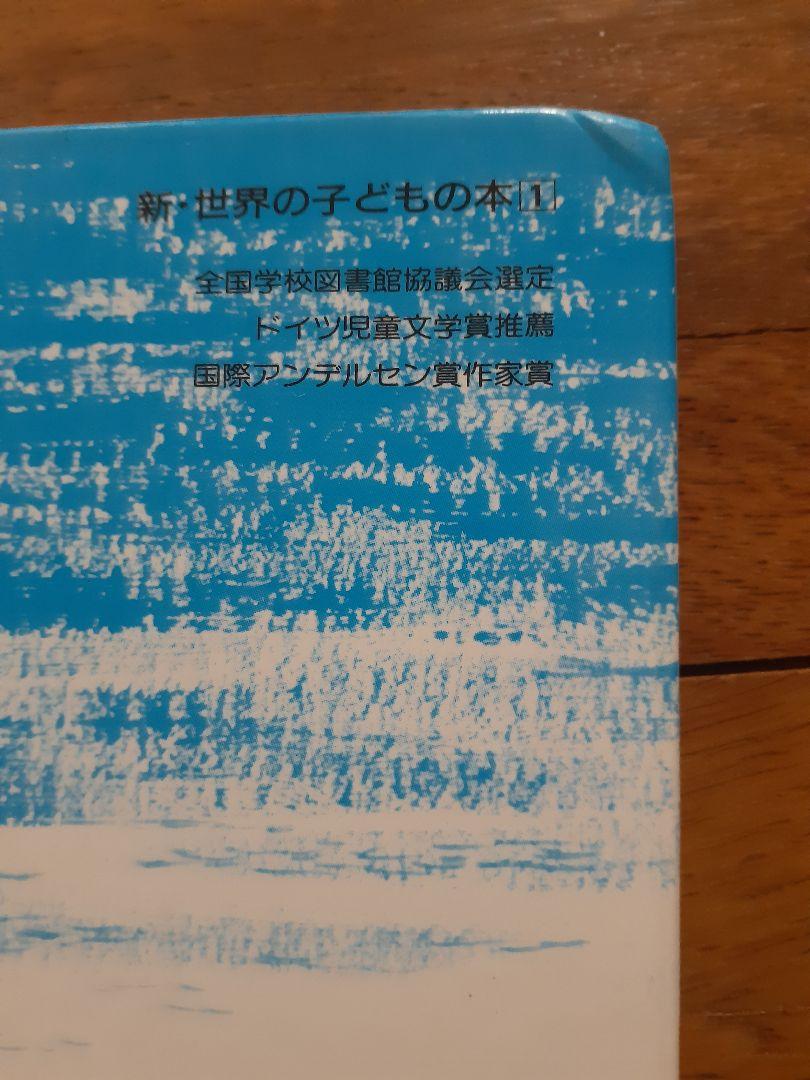 新・世界の子どもの本1
全国学校図書館協議会選定
ドイツ児童文学賞推薦
国際アンデルセン賞作家賞